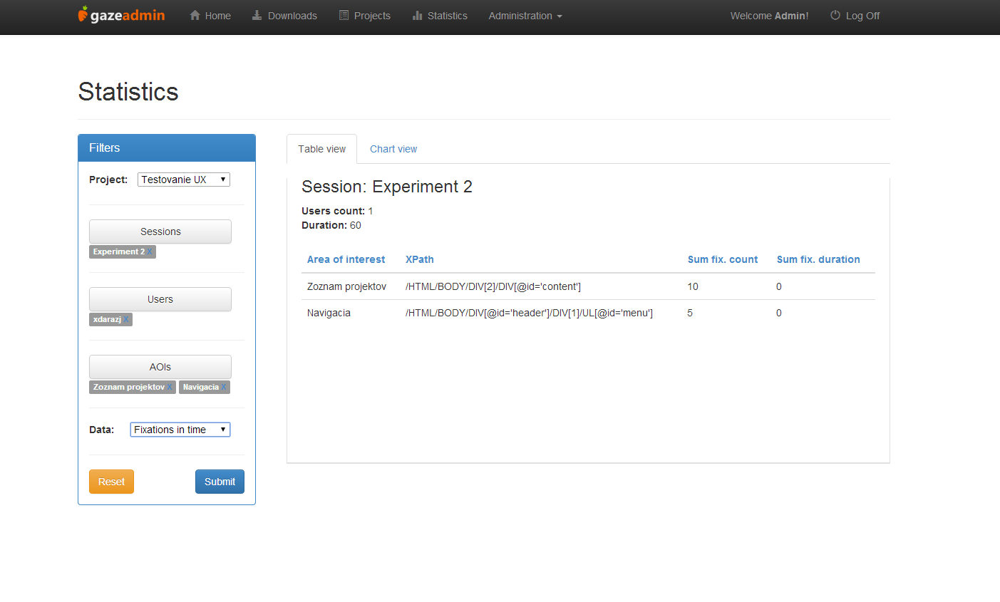 gazeadmin Home Downloads Projects Statistics Administration Welcome Admin! Log Off
Statistics
Filters
Project: Testovanie UX
Sessions
Experiment 2 X
Users
xdarazj X
AOIs
Zoznam projektov X Navigacia X
Data: Fixations in time
Reset Submit
Table view Chart view
Session: Experiment 2
Users count: 1
Duration: 60
Area of interest XPath Sum fix. count Sum fix. duration
Zoznam projektov /HTML/BODY/DIV[2]/DIV[@id='content'] 10 0
Navigacia /HTML/BODY/DIV[@id='header']/DIV[1]/UL[@id='menu'] 5 0